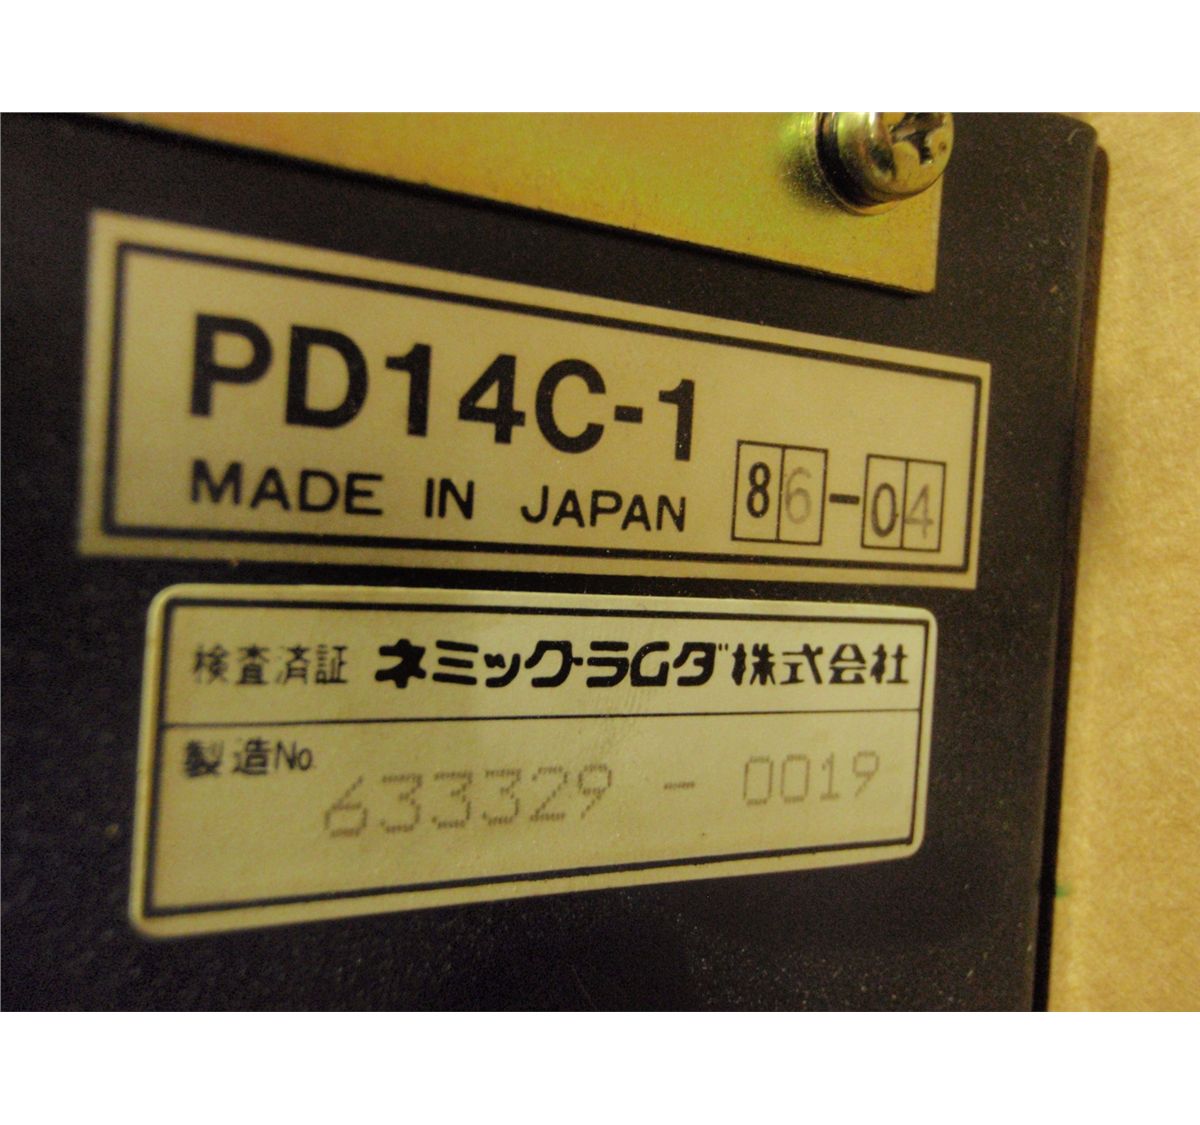 PD14C-1
MADE IN JAPAN 86-04
検査済証 ネミック・ラムダ株式会社
製造No.
633329-0019